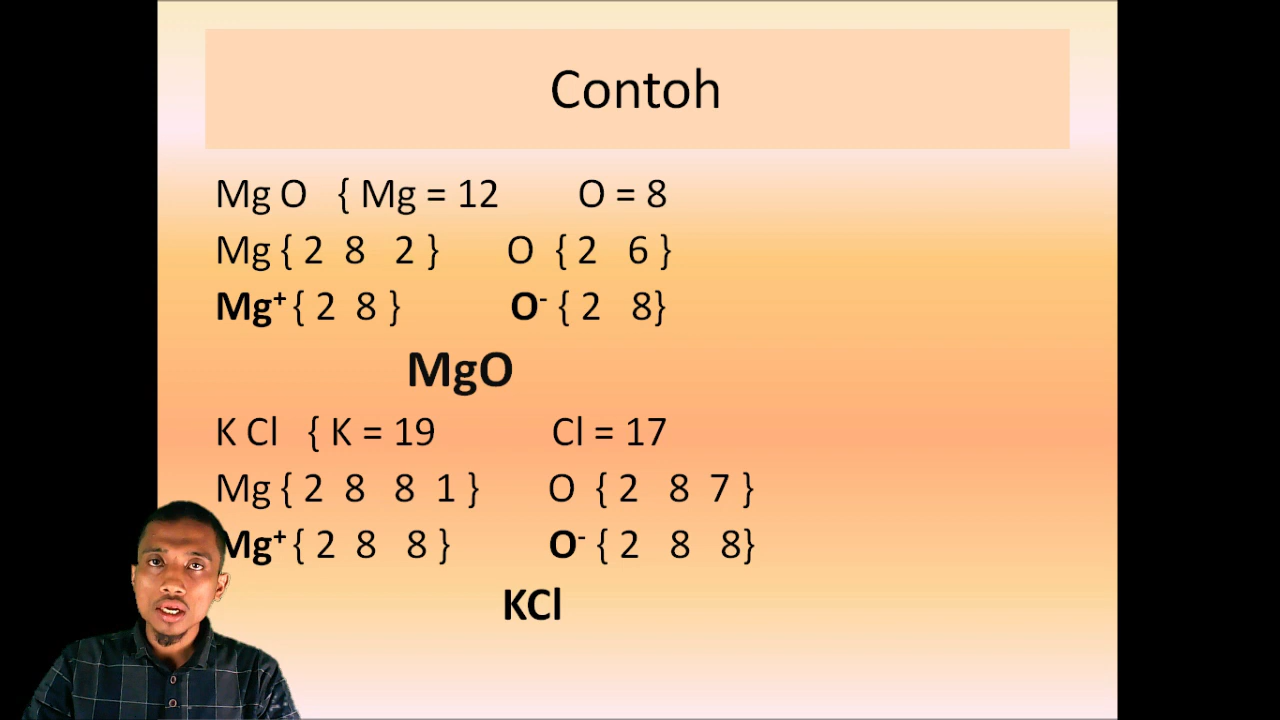 Contoh
Mg O { Mg = 12 O = 8
Mg { 2 8 2 } O { 2 6 }
Mg⁺ { 2 8 } O⁻ { 2 8}
MgO
K Cl { K = 19 Cl = 17
Mg { 2 8 8 1 } O { 2 8 7 }
Mg⁺ { 2 8 8 } O⁻ { 2 8 8}
KCl